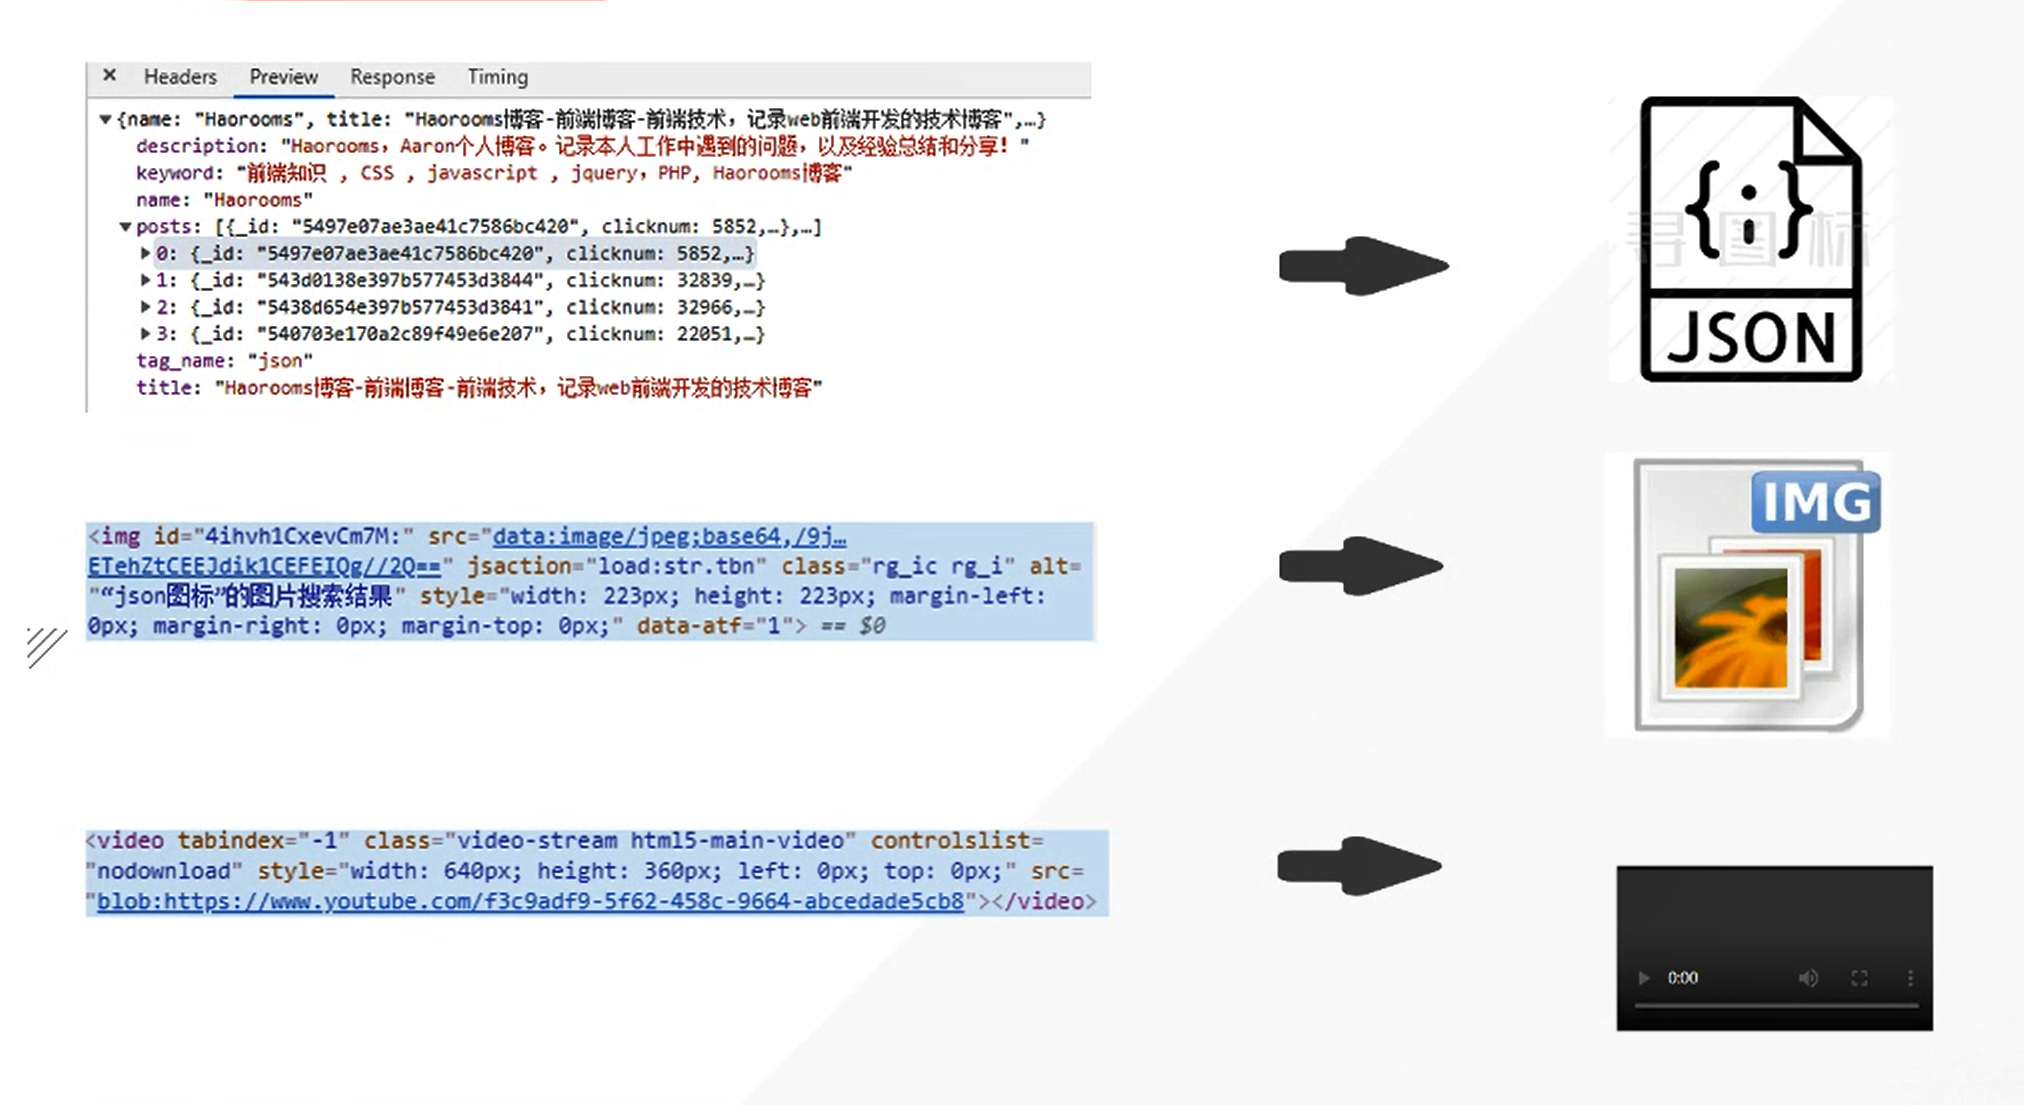 × Headers Preview Response Timing
▼{name: "Haorooms", title: "Haorooms博客-前端博客-前端技术，记录web前端开发的技术博客",…}
description: "Haorooms，Aaron个人博客。记录本人工作中遇到的问题，以及经验总结和分享！"
keyword: "前端知识 , CSS , javascript , jquery，PHP, Haorooms博客"
name: "Haorooms"
▼posts: [{_id: "5497e07ae3ae41c7586bc420", clicknum: 5852,…},…]
▶0: {_id: "5497e07ae3ae41c7586bc420", clicknum: 5852,…}
▶1: {_id: "543d0138e397b577453d3844", clicknum: 32839,…}
▶2: {_id: "5438d654e397b577453d3841", clicknum: 32966,…}
▶3: {_id: "540703e170a2c89f49e6e207", clicknum: 22051,…}
tag_name: "json"
title: "Haorooms博客-前端博客-前端技术，记录web前端开发的技术博客"
{i}
寻图标
JSON
<img id="4ihvh1CxevCm7M:" src="data:image/jpeg;base64,/9j…
ETehZtCEEJdik1CEFEIQg//2Q==" jsaction="load:str.tbn" class="rg_ic rg_i" alt=
"“json图标”的图片搜索结果" style="width: 223px; height: 223px; margin-left:
0px; margin-right: 0px; margin-top: 0px;" data-atf="1"> == $0
IMG
<video tabindex="-1" class="video-stream html5-main-video" controlslist=
"nodownload" style="width: 640px; height: 360px; left: 0px; top: 0px;" src=
"blob:https://www.youtube.com/f3c9adf9-5f62-458c-9664-abcedade5cb8"></video>
0:00